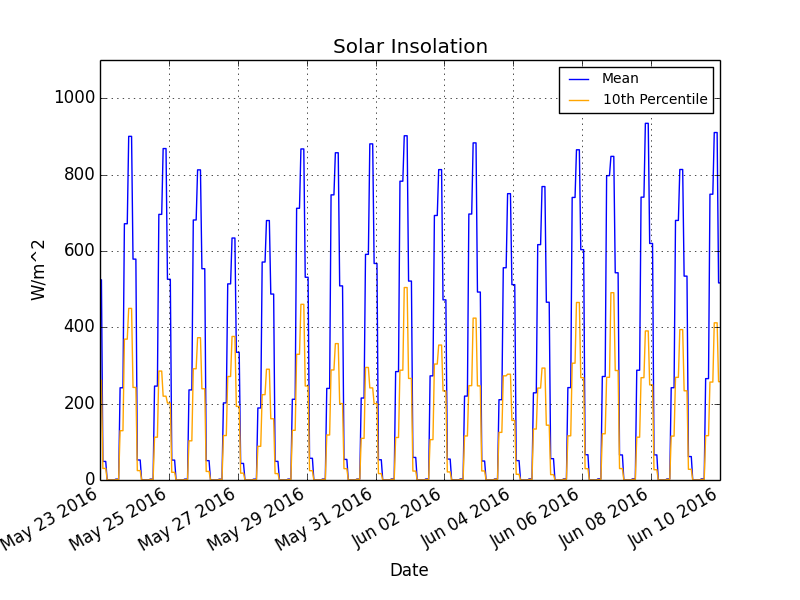 Solar Insolation
Mean
10th Percentile
1000
800
600
400
200
0
W/m^2
May 23 2016
May 25 2016
May 27 2016
May 29 2016
May 31 2016
Jun 02 2016
Jun 04 2016
Jun 06 2016
Jun 08 2016
Jun 10 2016
Date